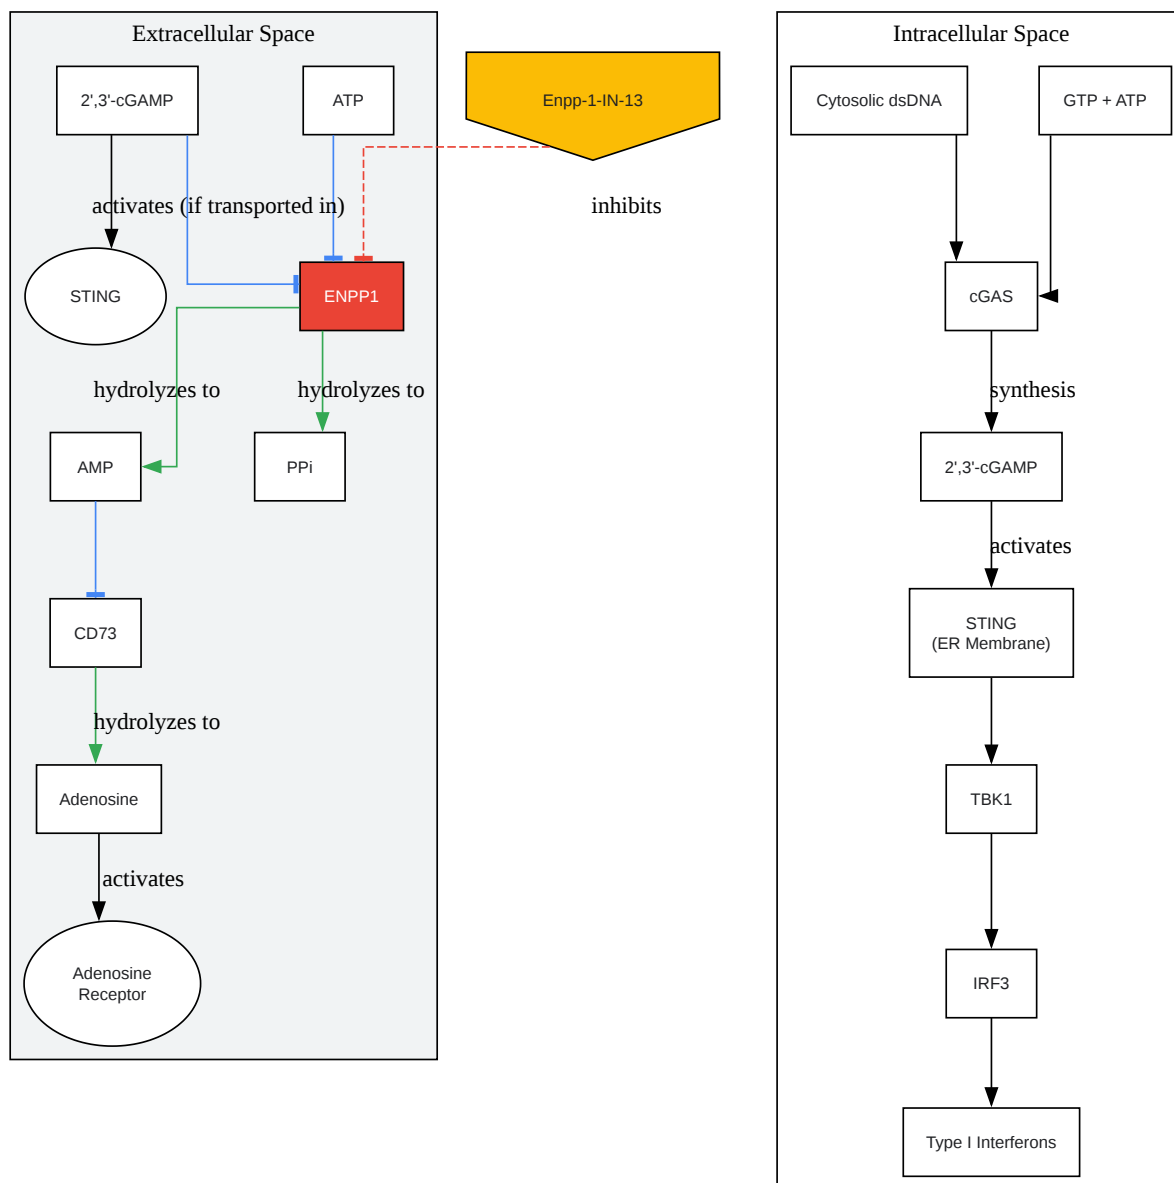 Extracellular Space
2',3'-cGAMP
ATP
activates (if transported in)
STING
ENPP1
hydrolyzes to
hydrolyzes to
AMP
PPi
CD73
hydrolyzes to
Adenosine
activates
Adenosine
Receptor
Enpp-1-IN-13
inhibits
Intracellular Space
Cytosolic dsDNA
GTP + ATP
cGAS
synthesis
2',3'-cGAMP
activates
STING
(ER Membrane)
TBK1
IRF3
Type I Interferons